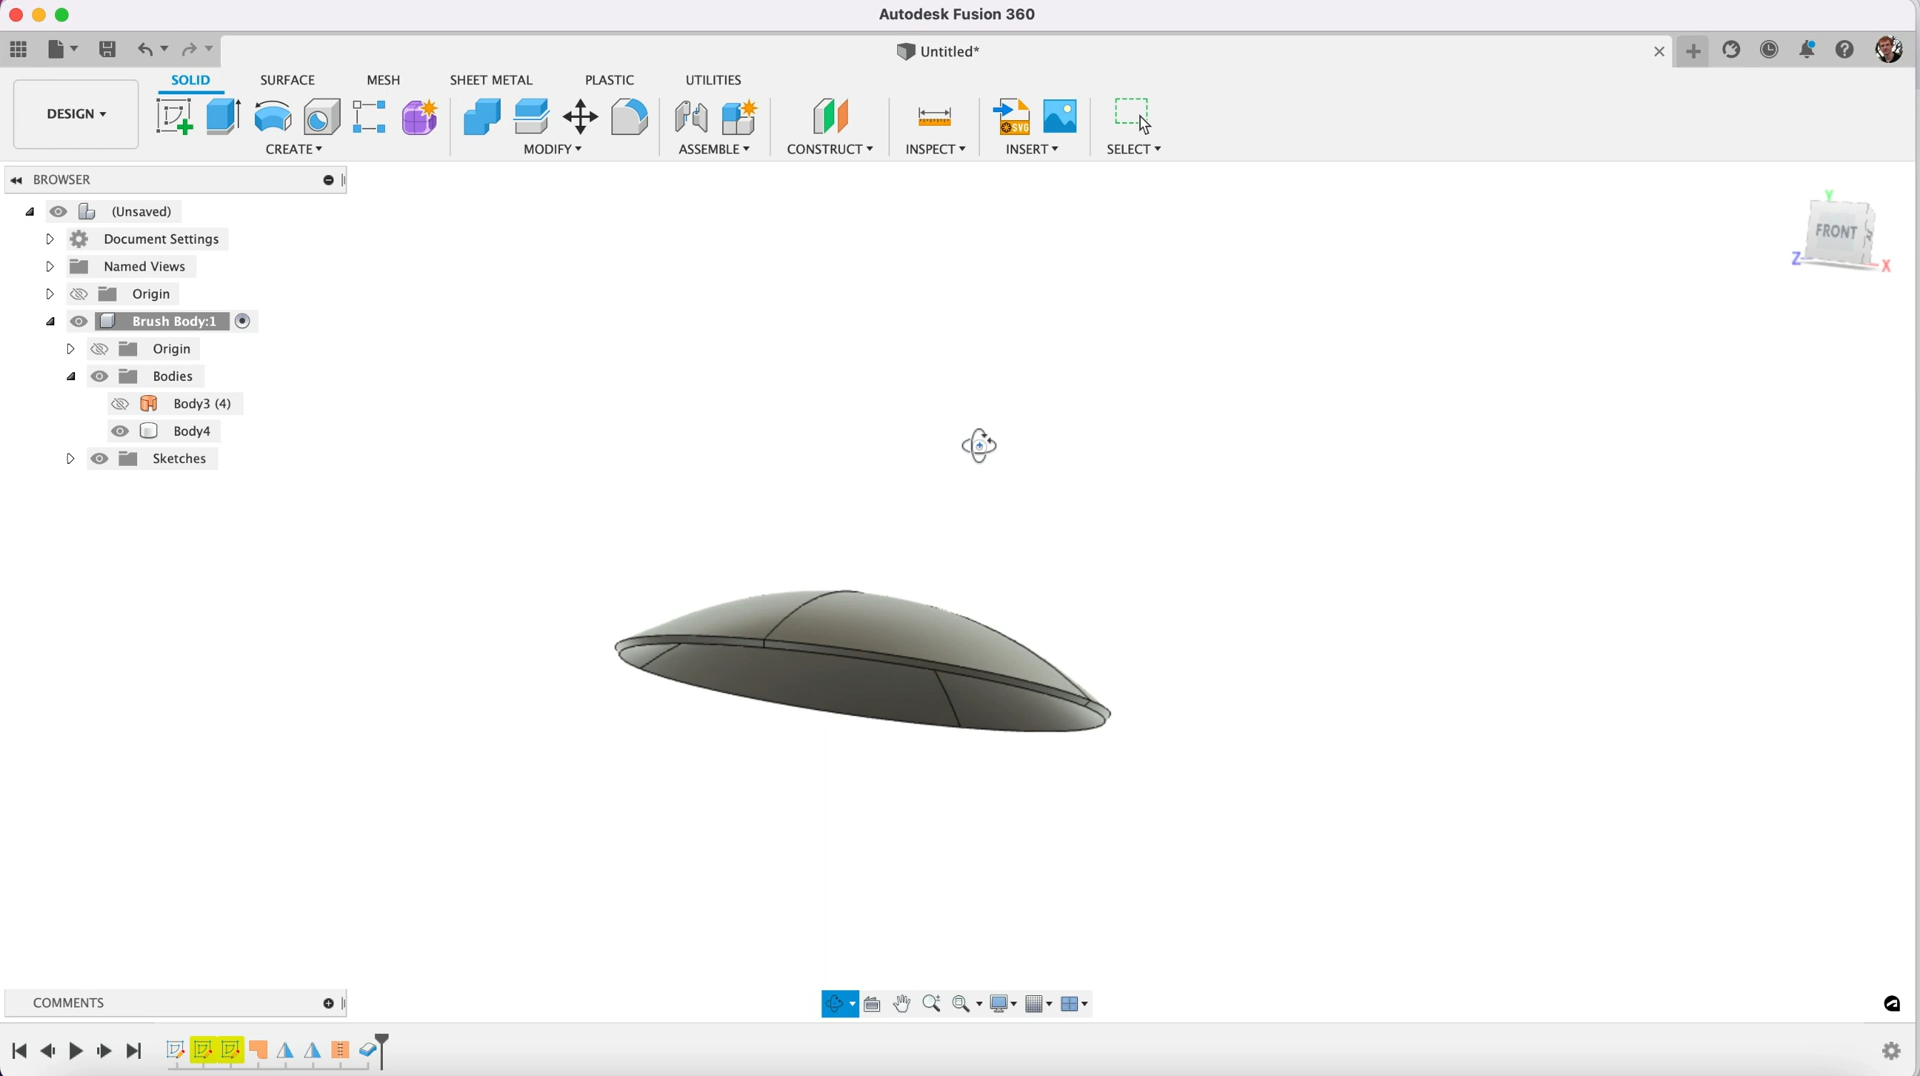 Autodesk Fusion 360
Untitled*
SOLID
SURFACE
MESH
SHEET METAL
PLASTIC
UTILITIES
DESIGN
CREATE
MODIFY
ASSEMBLE
CONSTRUCT
INSPECT
INSERT
SELECT
SVG
BROWSER
(Unsaved)
Document Settings
Named Views
Origin
Brush Body:1
Origin
Bodies
Body3 (4)
Body4
Sketches
Y
FRONT
Z
X
COMMENTS